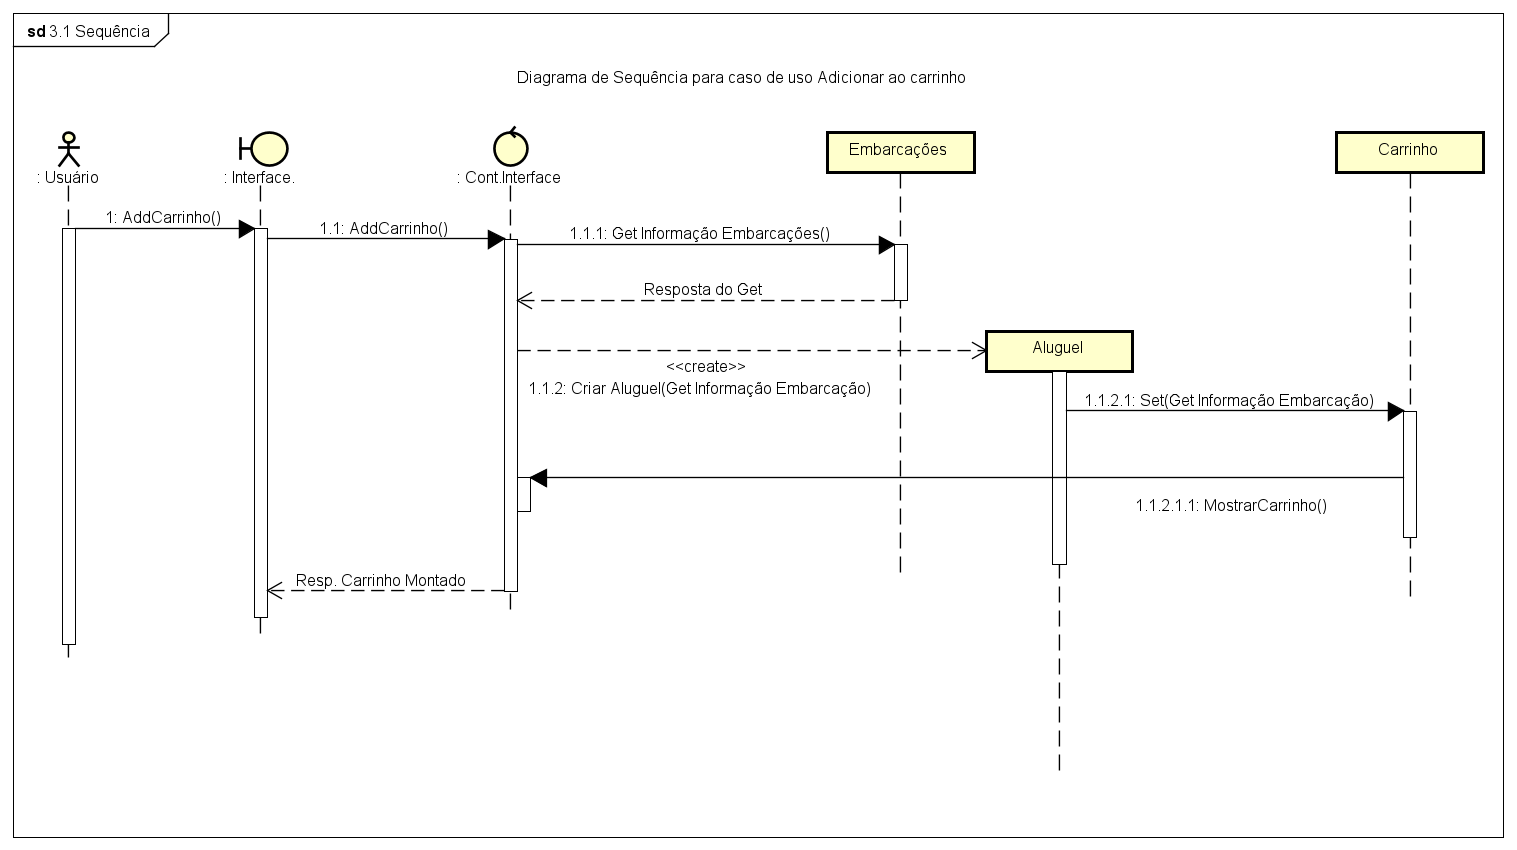 sd 3.1 Sequência
Diagrama de Sequência para caso de uso Adicionar ao carrinho
: Usuário
: Interface.
: Cont.Interface
Embarcações
Carrinho
1: AddCarrinho()
1.1: AddCarrinho()
1.1.1: Get Informação Embarcações()
Resposta do Get
Aluguel
<<create>>
1.1.2: Criar Aluguel(Get Informação Embarcação)
1.1.2.1: Set(Get Informação Embarcação)
1.1.2.1.1: MostrarCarrinho()
Resp. Carrinho Montado